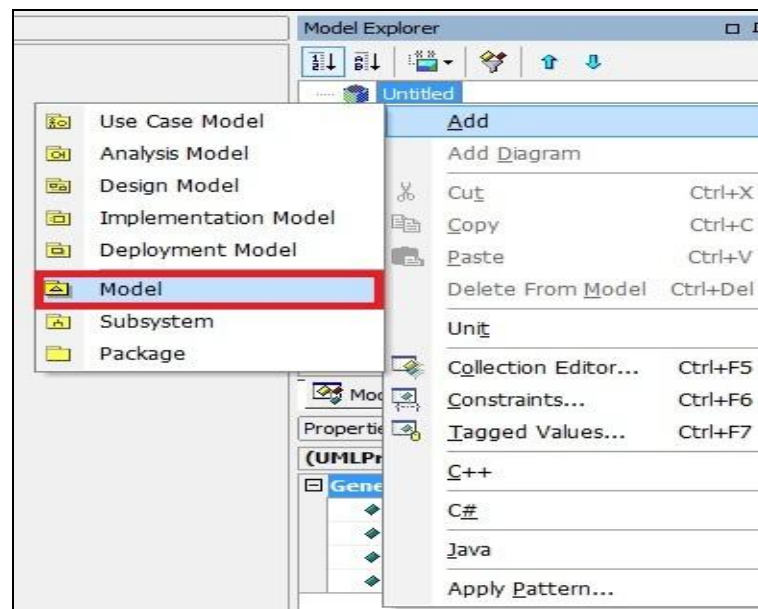 Model Explorer
Untitled
Add
Add Diagram
Cut Ctrl+X
Copy Ctrl+C
Paste Ctrl+V
Delete From Model Ctrl+Del
Unit
Collection Editor... Ctrl+F5
Constraints... Ctrl+F6
Tagged Values... Ctrl+F7
C++
C#
Java
Apply Pattern...
Use Case Model
Analysis Model
Design Model
Implementation Model
Deployment Model
Model
Subsystem
Package